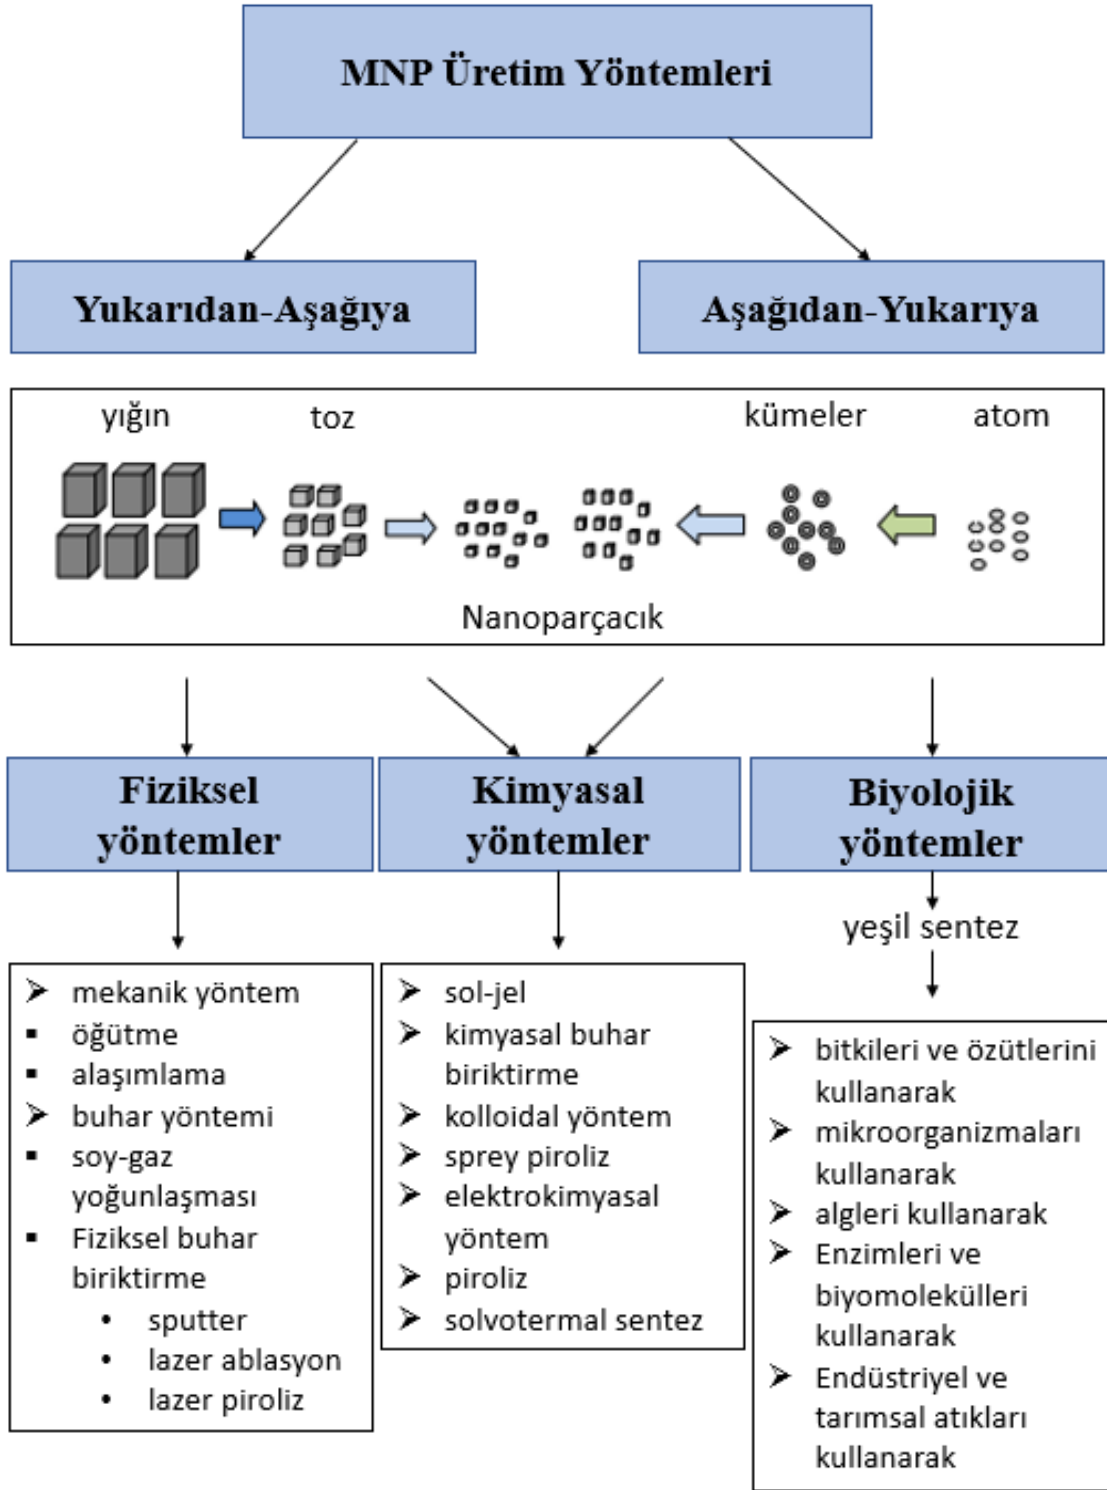 MNP Üretim Yöntemleri
Yukarıdan-Aşağıya
Aşağıdan-Yukarıya
yığın
toz
kümeler
atom
Nanoparçacık
Fiziksel
yöntemler
Kimyasal
yöntemler
Biyolojik
yöntemler
yeşil sentez
mekanik yöntem
öğütme
alaşımlama
buhar yöntemi
soy-gaz
yoğunlaşması
Fiziksel buhar
biriktirme
sputter
lazer ablasyon
lazer piroliz
sol-jel
kimyasal buhar
biriktirme
kolloidal yöntem
sprey piroliz
elektrokimyasal
yöntem
piroliz
solvotermal sentez
bitkileri ve özütlerini
kullanarak
mikroorganizmaları
kullanarak
algleri kullanarak
Enzimleri ve
biyomolekülleri
kullanarak
Endüstriyel ve
tarımsal atıkları
kullanarak